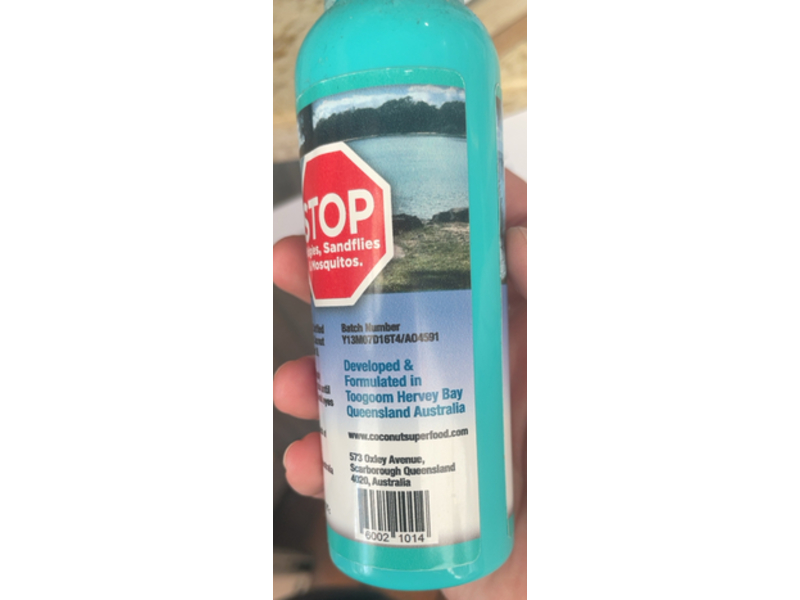 STOP
Sandflies
Mosquitos.
Batch Number
Y13M07D16T4/AO4591
Developed &
Formulated in
Toogoom Hervey Bay
Queensland Australia
www.coconutsuperfood.com
573 Oxley Avenue,
Scarborough Queensland
4020, Australia
6002 1014